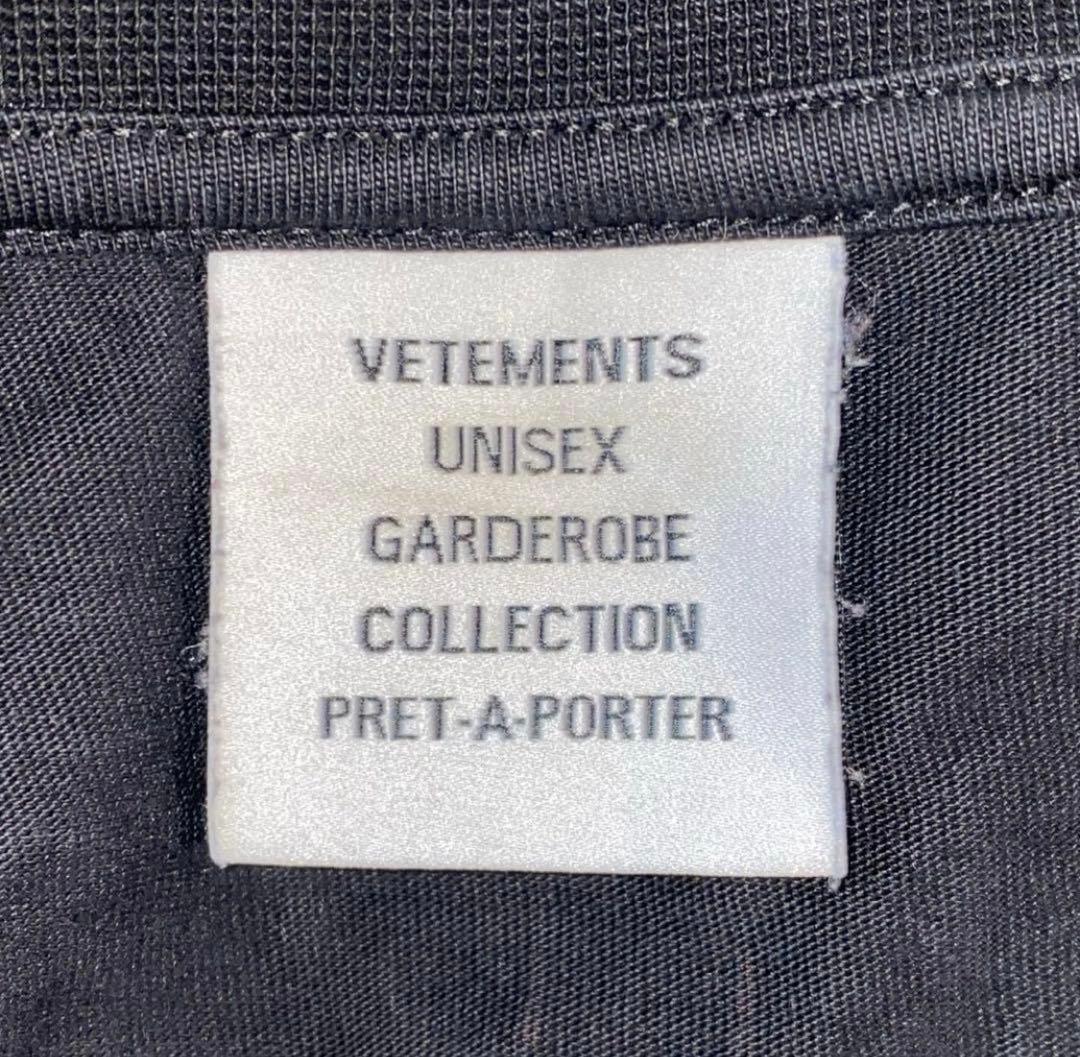 VETEMENTS
UNISEX
GARDEROBE
COLLECTION
PRET-A-PORTER